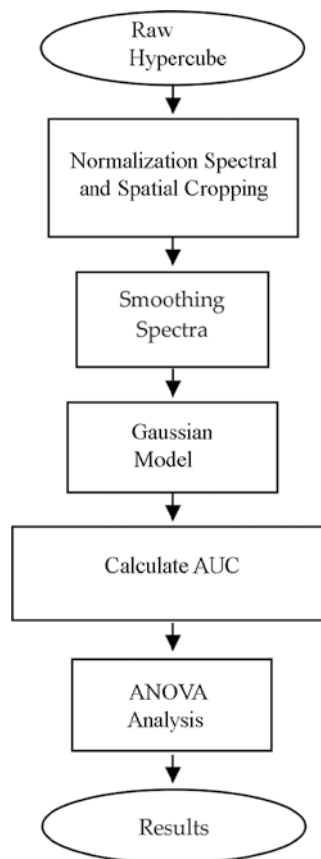 Raw
Hypercube
Normalization Spectral
and Spatial Cropping
Smoothing
Spectra
Gaussian
Model
Calculate AUC
ANOVA
Analysis
Results